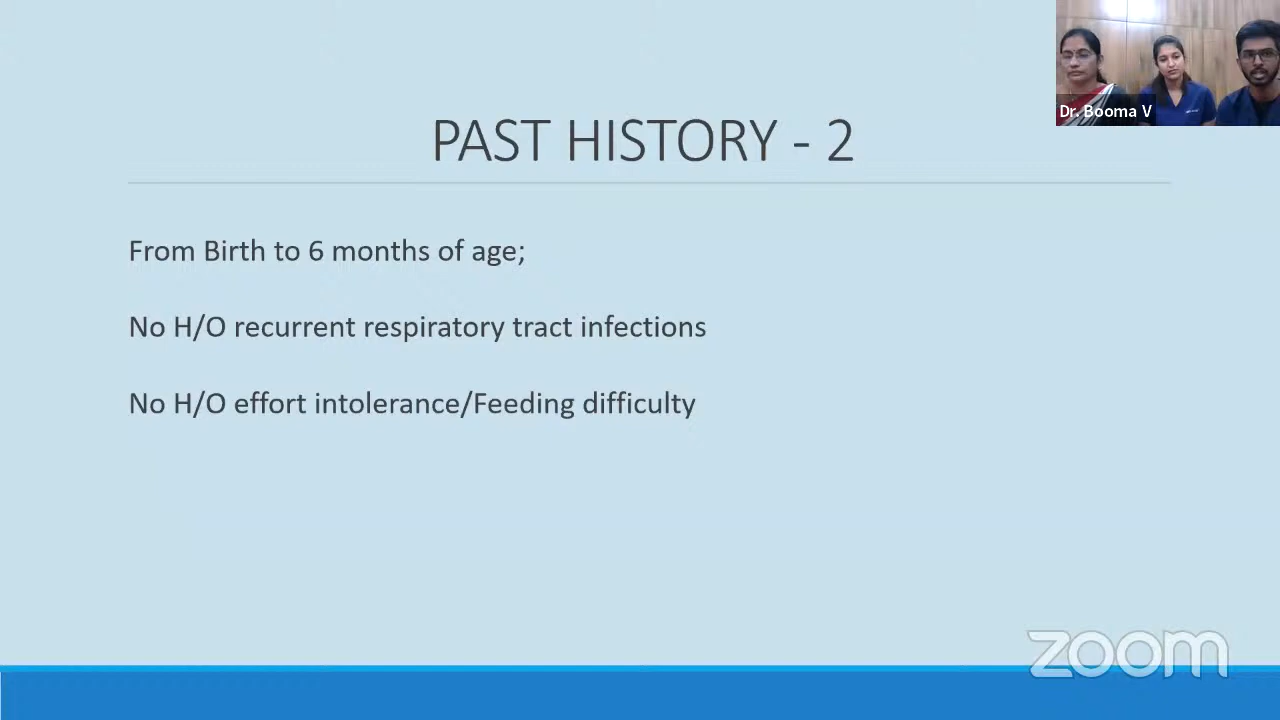 Dr. Booma V
PAST HISTORY - 2
From Birth to 6 months of age;
No H/O recurrent respiratory tract infections
No H/O effort intolerance/Feeding difficulty
zoom